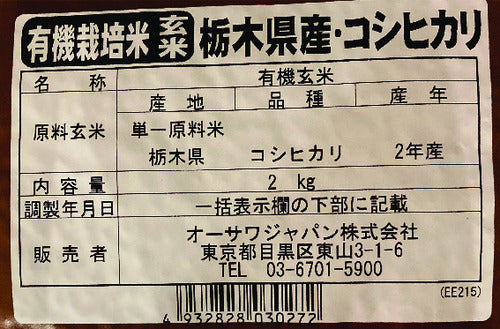 有機栽培米 玄米 栃木県産・コシヒカリ
名称 有機玄米
原料玄米 産地 品種 産年
単一原料米
栃木県 コシヒカリ 2年産
内容量 2 kg
調製年月日 一括表示欄の下部に記載
販売者 オーサワジャパン株式会社
東京都目黒区東山3-1-6
TEL 03-6701-5900
(EE215)
4 932828 030277